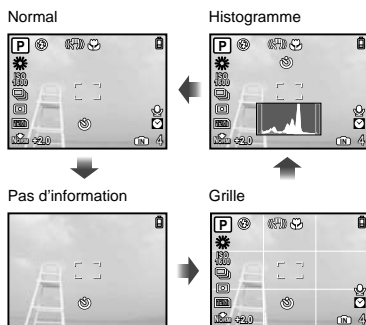 Normal
Histogramme
P
ISO
1600
NORM +2.0
IN 4
P
ISO
1600
NORM +2.0
IN 4
Pas d'information
Grille
P
ISO
1600
NORM +2.0
IN 4